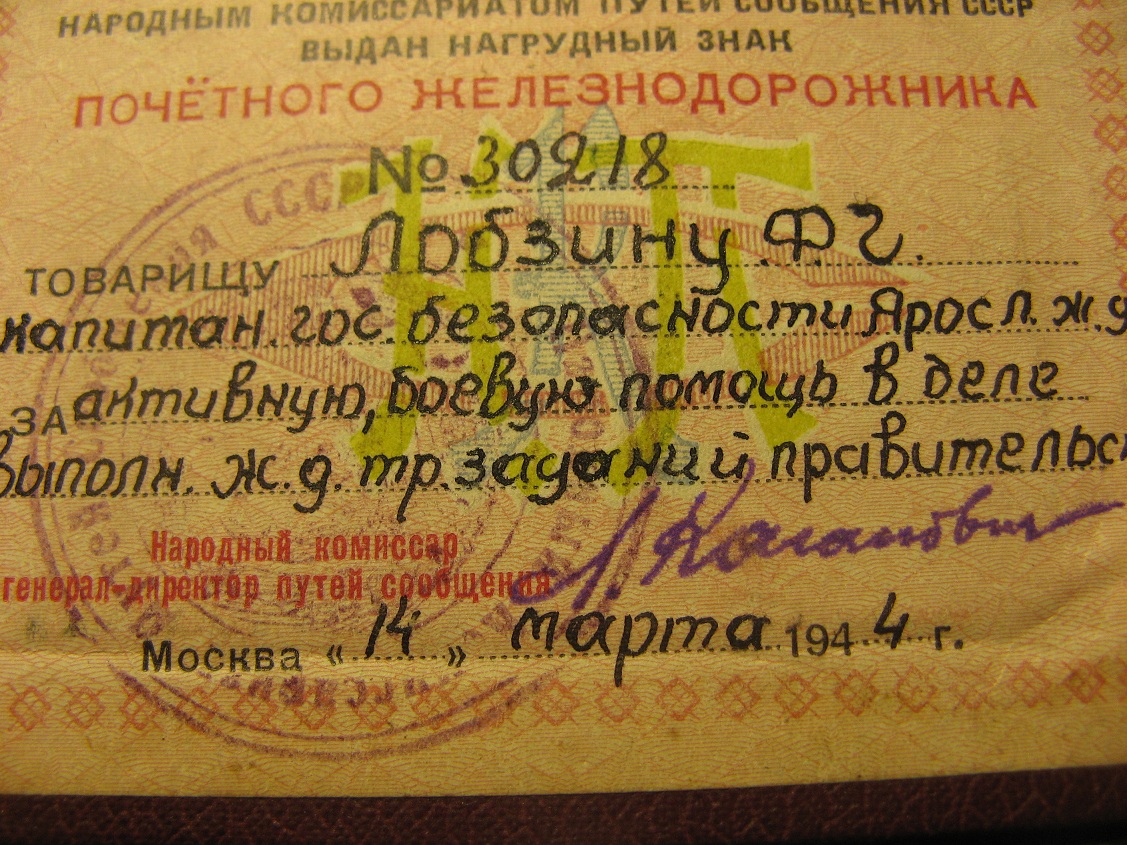 НАРОДНЫМ КОМИССАРИАТОМ ПУТЕЙ СООБЩЕНИЯ СССР
ВЫДАН НАГРУДНЫЙ ЗНАК
ПОЧЁТНОГО ЖЕЛЕЗНОДОРОЖНИКА
№ 30218
ТОВАРИЩУ Лобзину Ф. Г.
капитан. гос. безопасности Яросл. ж.д
ЗА активную, боевую помощь в деле
выполн. ж.д. тр. заданий правительс
Народный комиссар
генерал-директор путей сообщения
Л. Каганович
Москва « 14 » марта 1944 г.